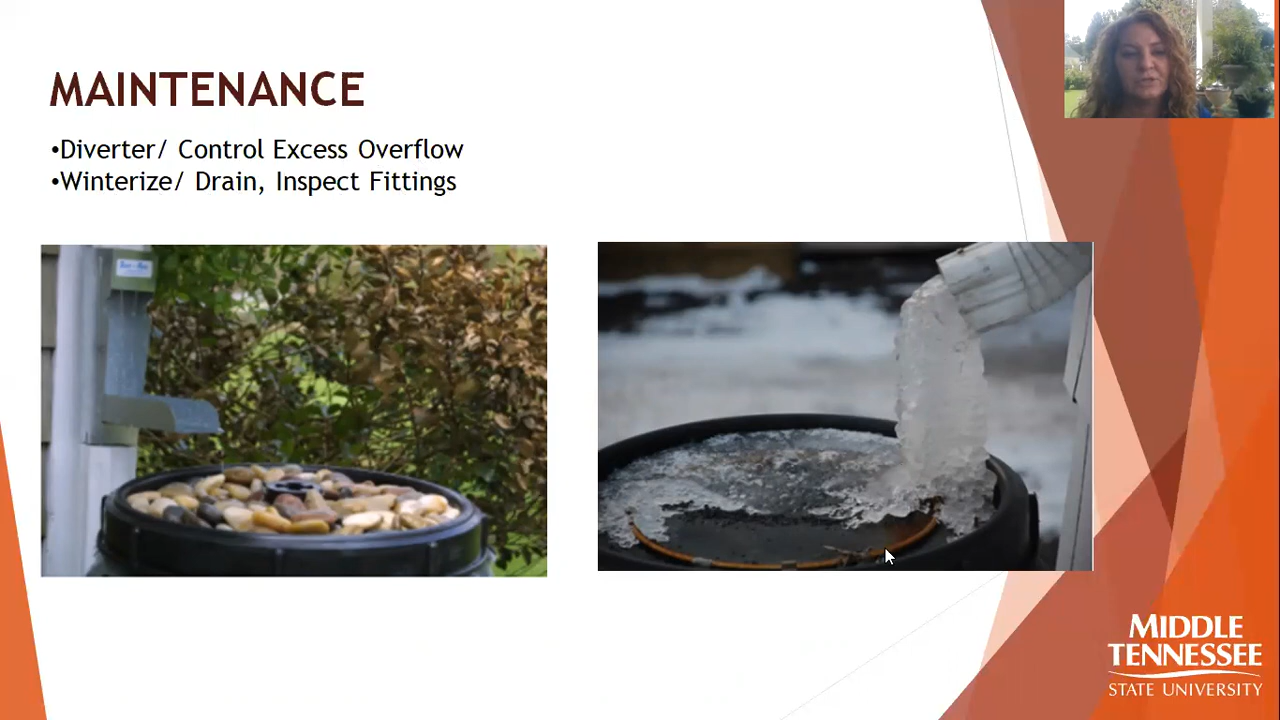 MAINTENANCE
•Diverter/ Control Excess Overflow
•Winterize/ Drain, Inspect Fittings
MIDDLE
TENNESSEE
STATE UNIVERSITY